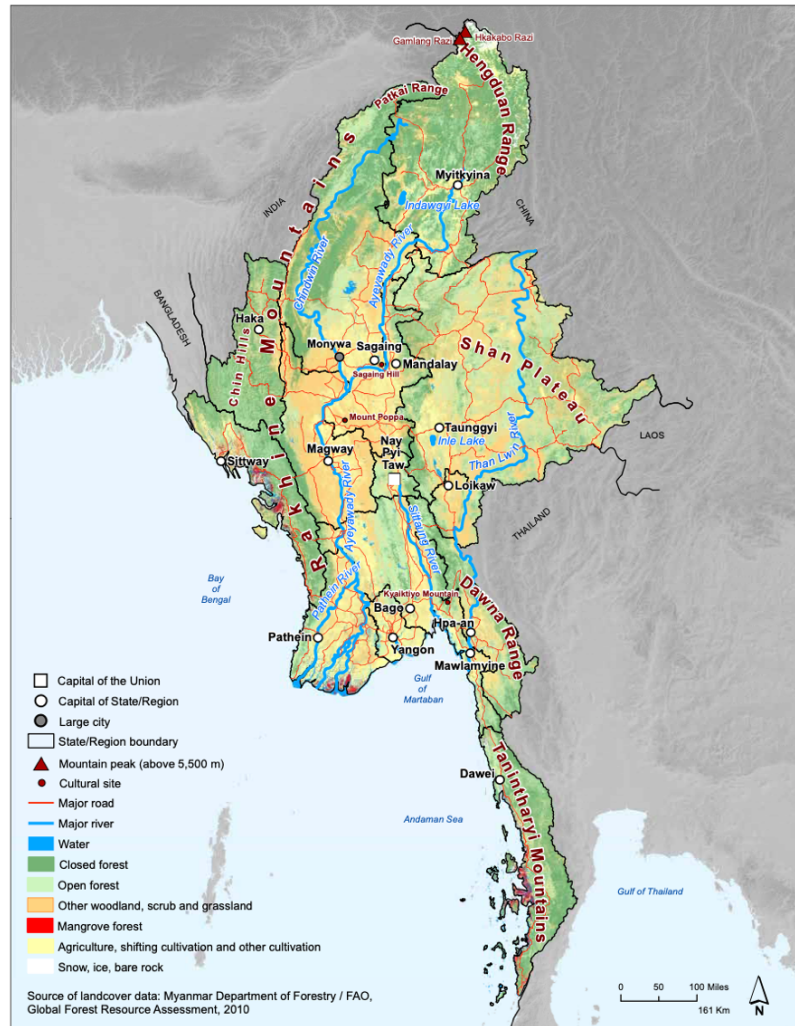 Gamlang Razi
Hkakabo Razi
Hengduan Range
Patkai Range
Myitkyina
Indawgyi Lake
INDIA
CHINA
Chindwin River
Ayeyawady River
BANGLADESH
Haka
Chin Hills
Rakhine Mountains
Monywa
Sagaing
Sagaing Hill
Mandalay
Shan Plateau
Mount Poppa
Taunggyi
Inle Lake
Nay
Pyi
Taw
Magway
Sittway
LAOS
Than Lwin River
Loikaw
Ayeyawady River
Sittaung River
THAILAND
Bay
of
Bengal
Pathein River
Kyaiktiyo Mountain
Dawna Range
Bago
Pathein
Yangon
Hpa-an
Mawlamyine
Gulf
of
Martaban
Dawei
Tanintharyi Mountains
Andaman Sea
Gulf of Thailand
Capital of the Union
Capital of State/Region
Large city
State/Region boundary
Mountain peak (above 5,500 m)
Cultural site
Major road
Major river
Water
Closed forest
Open forest
Other woodland, scrub and grassland
Mangrove forest
Agriculture, shifting cultivation and other cultivation
Snow, ice, bare rock
Source of landcover data: Myanmar Department of Forestry / FAO,
Global Forest Resource Assessment, 2010
0 50 100 Miles
161 Km
N